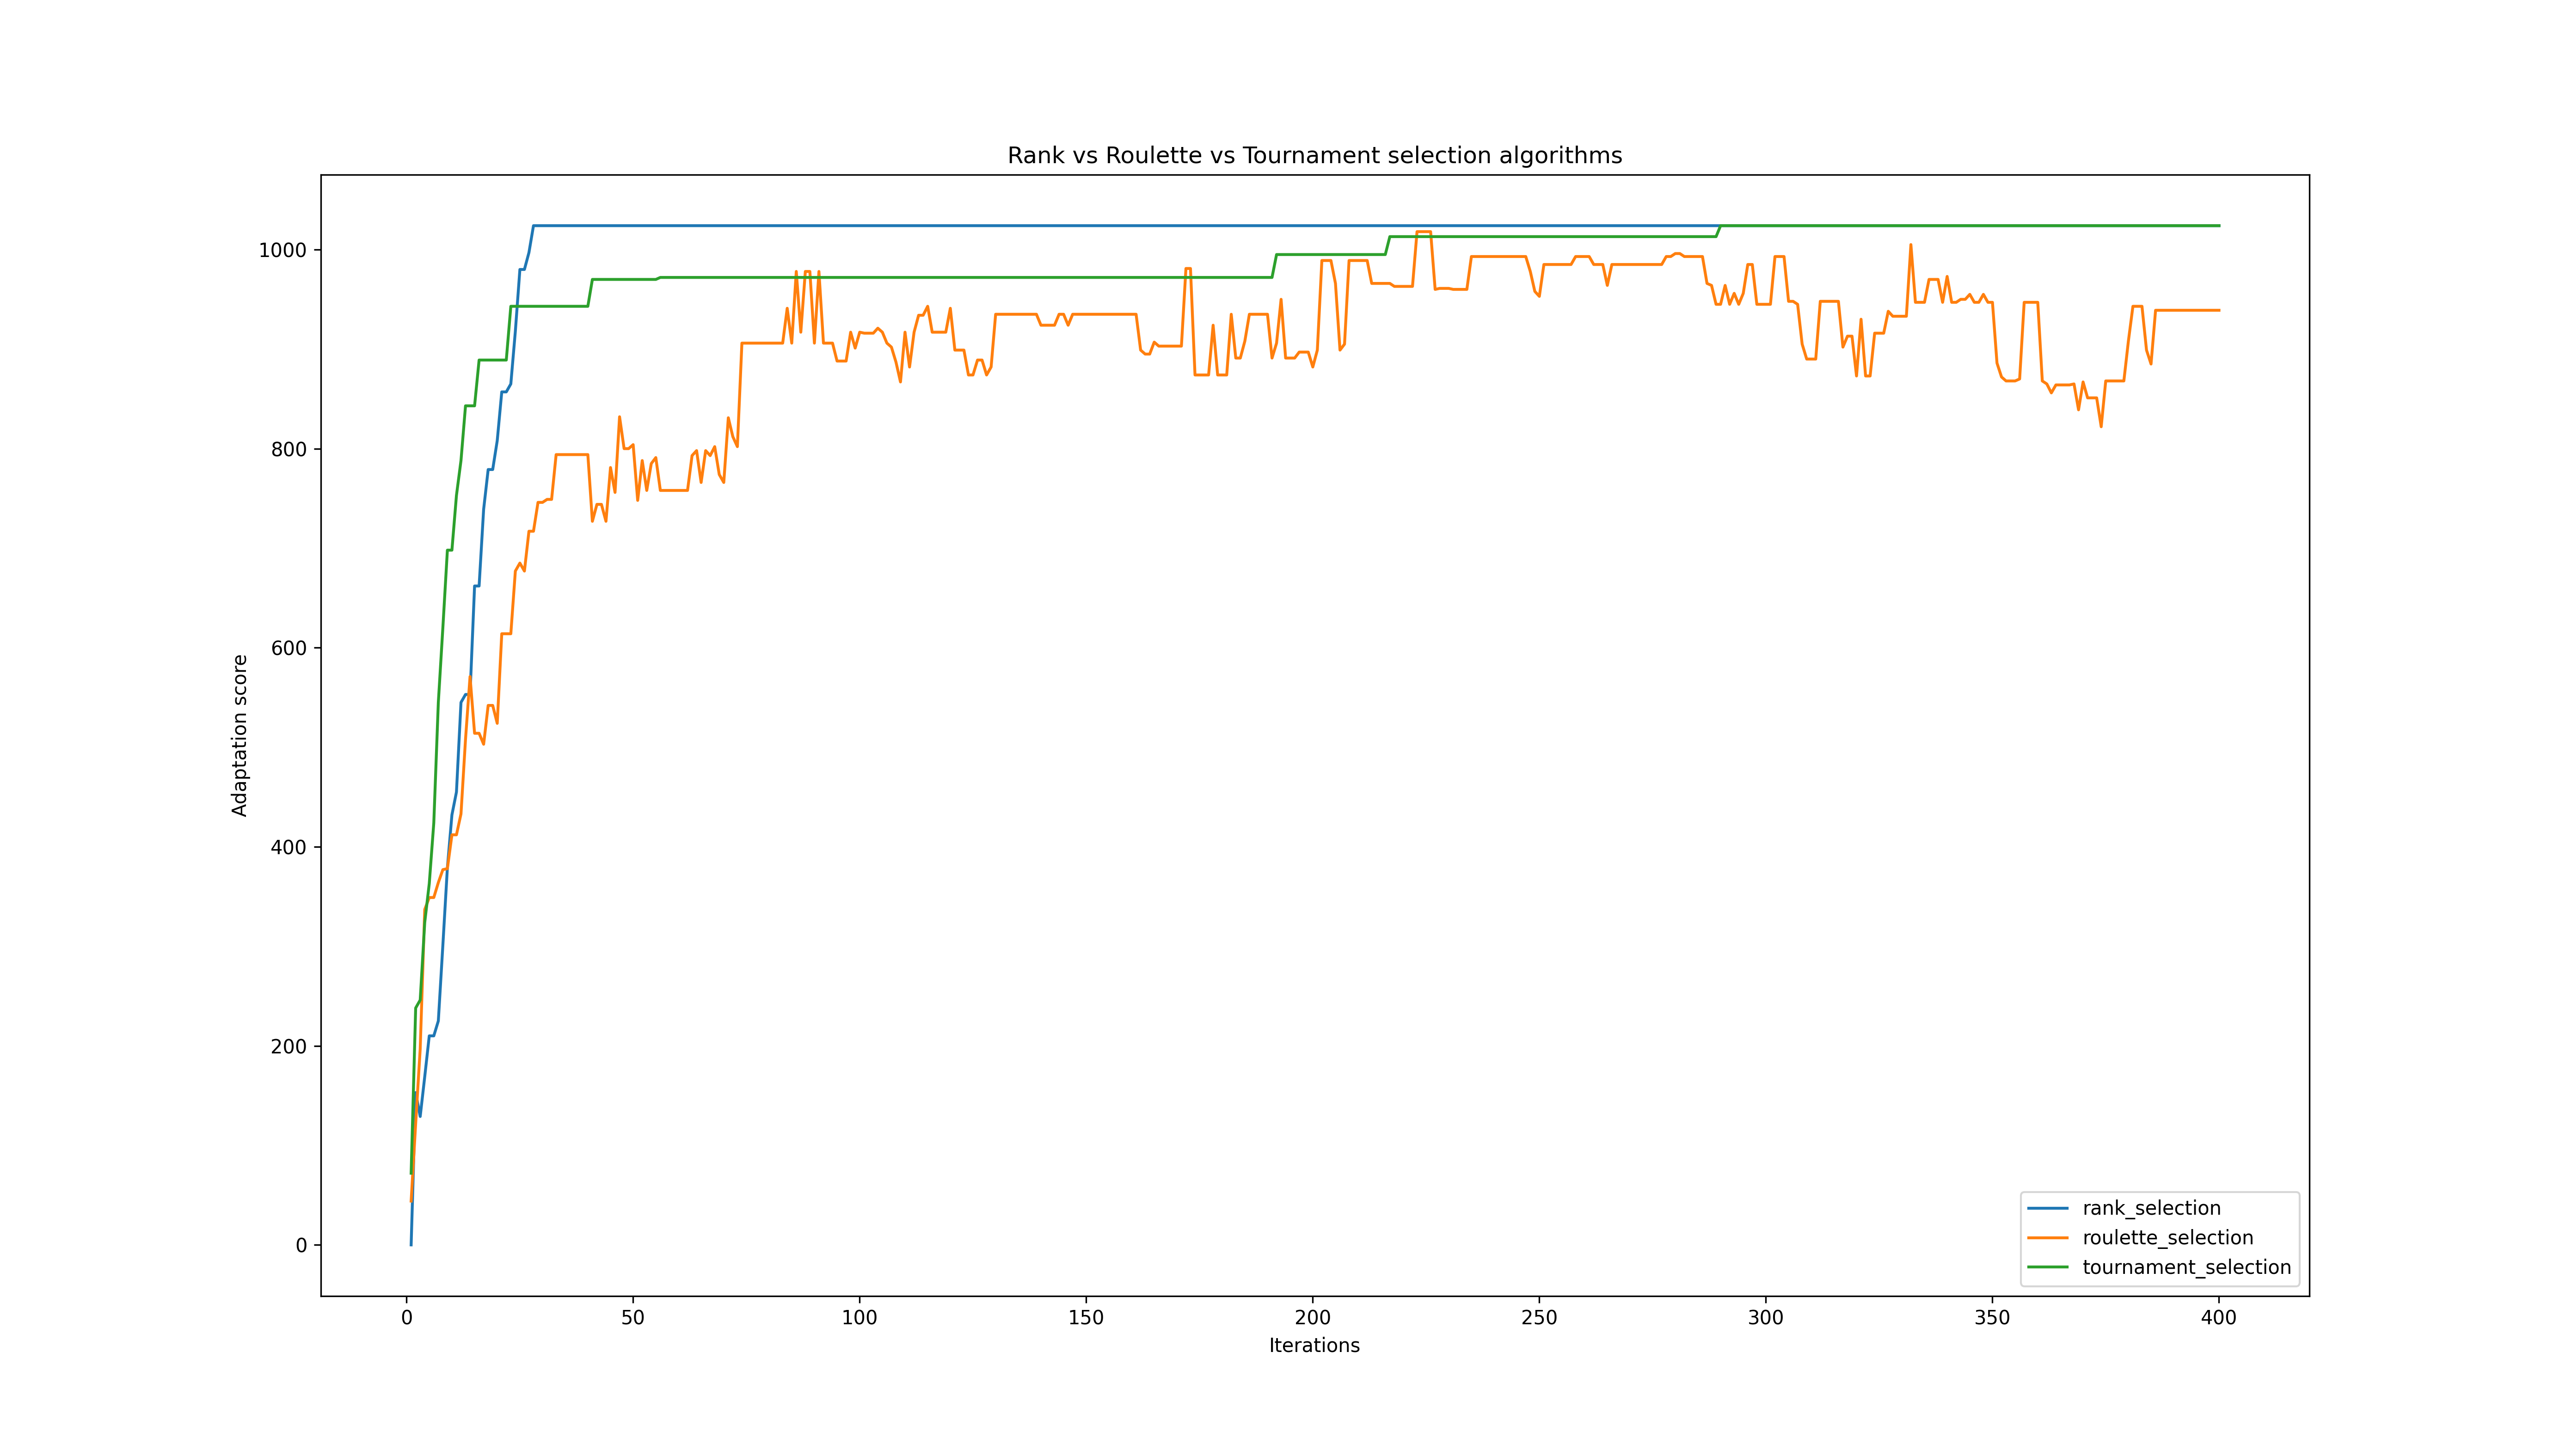 Rank vs Roulette vs Tournament selection algorithms
1000
800
600
400
200
0
Adaptation score
0 50 100 150 200 250 300 350 400
Iterations
rank_selection
roulette_selection
tournament_selection